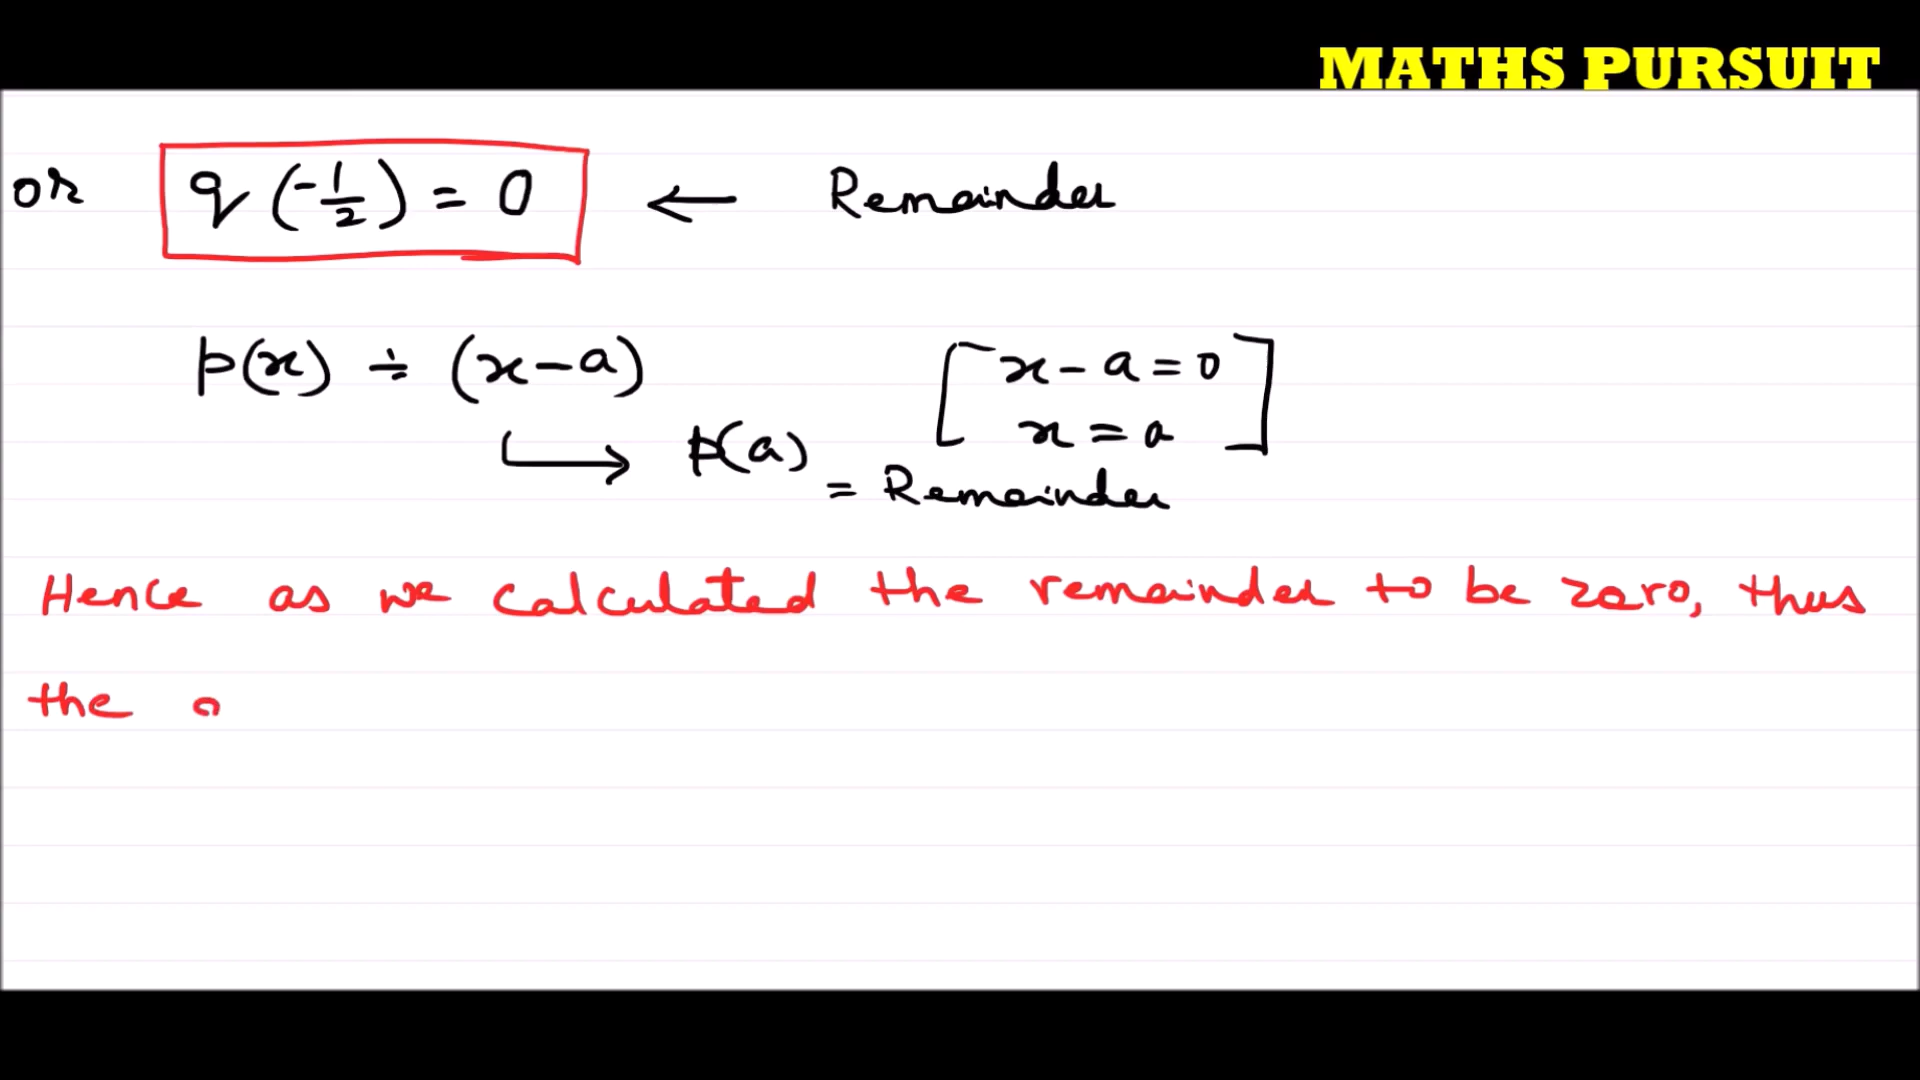 MATHS PURSUIT
or q(-1/2) = 0 ← Remainder
p(x) ÷ (x-a) [x-a=0
x=a]
↳ p(a)
= Remainder
Hence as we calculated the remainder to be zero, thus
the